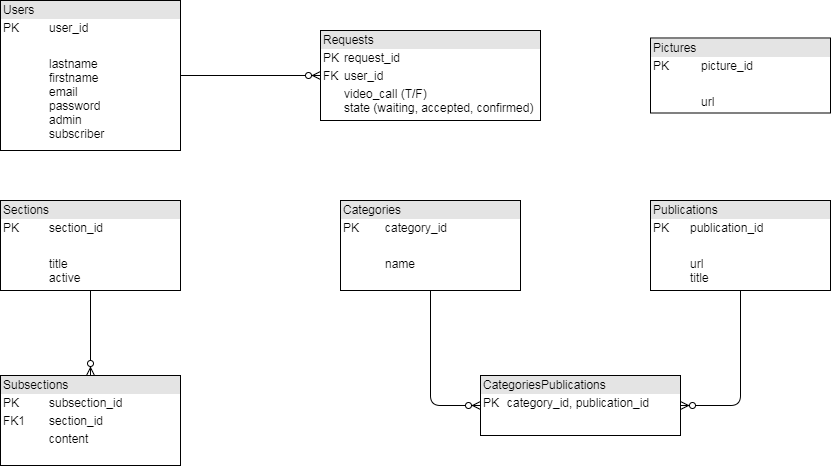 Users
PK user_id
lastname
firstname
email
password
admin
subscriber
Requests
PK request_id
FK user_id
video_call (T/F)
state (waiting, accepted, confirmed)
Pictures
PK picture_id
url
Sections
PK section_id
title
active
Categories
PK category_id
name
Publications
PK publication_id
url
title
Subsections
PK subsection_id
FK1 section_id
content
CategoriesPublications
PK category_id, publication_id